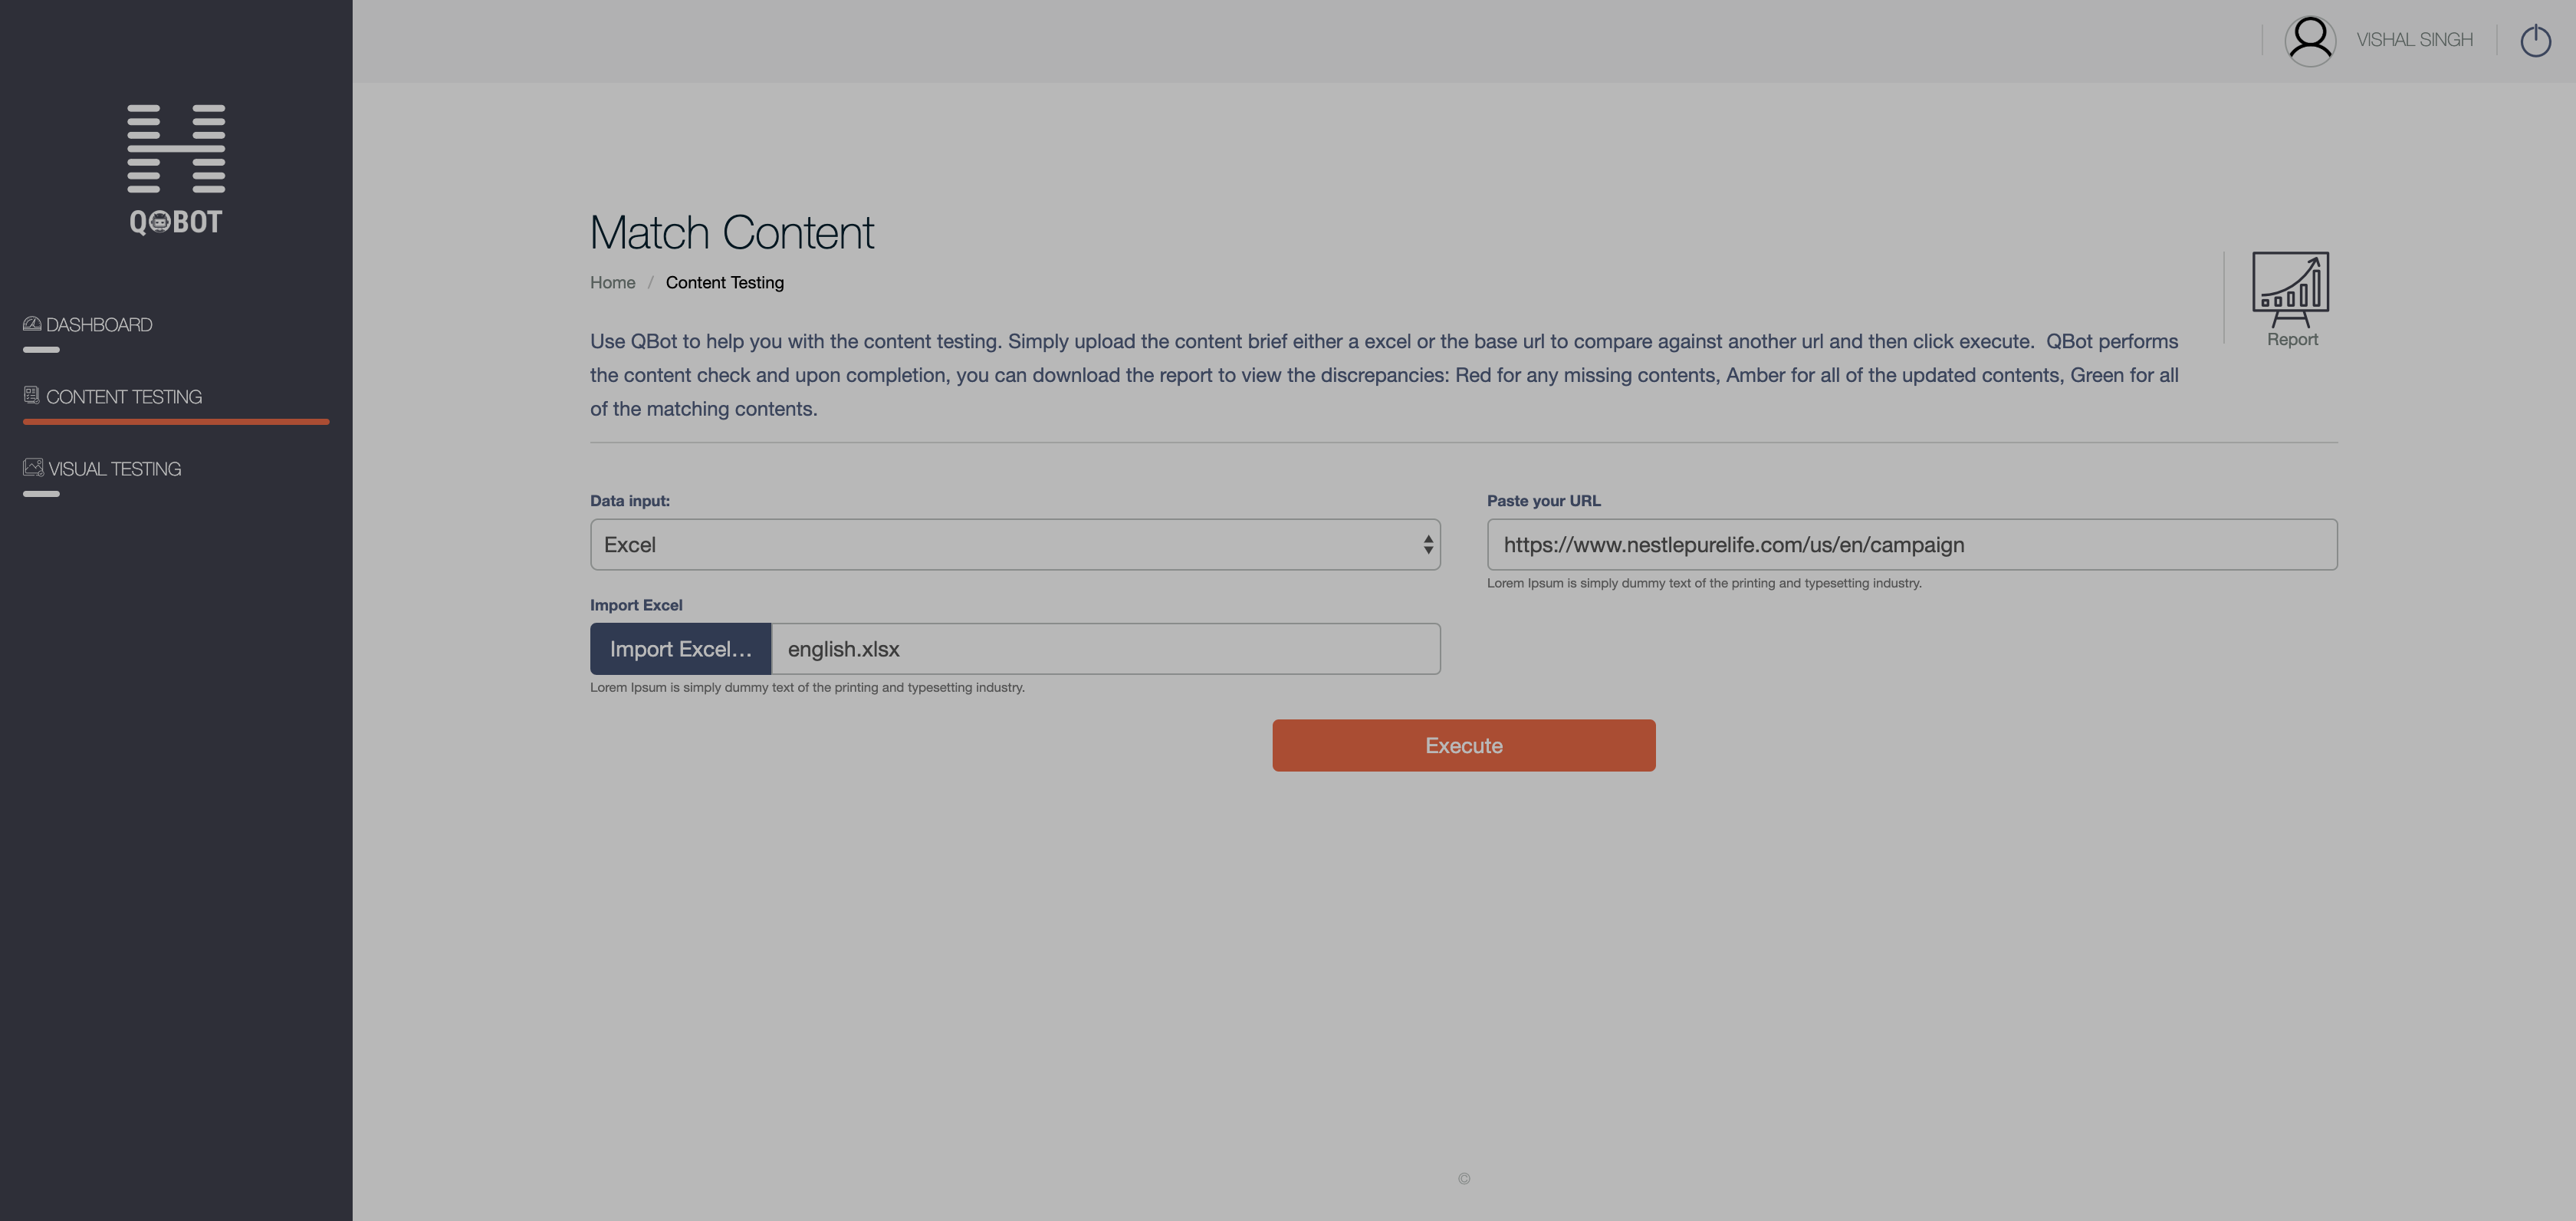 VISHAL SINGH
QBOT
DASHBOARD
CONTENT TESTING
VISUAL TESTING
Match Content
Home / Content Testing
Report
Use QBot to help you with the content testing. Simply upload the content brief either a excel or the base url to compare against another url and then click execute.  QBot performs
the content check and upon completion, you can download the report to view the discrepancies: Red for any missing contents, Amber for all of the updated contents, Green for all
of the matching contents.
Data input:
Excel
Paste your URL
https://www.nestlepurelife.com/us/en/campaign
Lorem Ipsum is simply dummy text of the printing and typesetting industry.
Import Excel
Import Excel... english.xlsx
Lorem Ipsum is simply dummy text of the printing and typesetting industry.
Execute
©